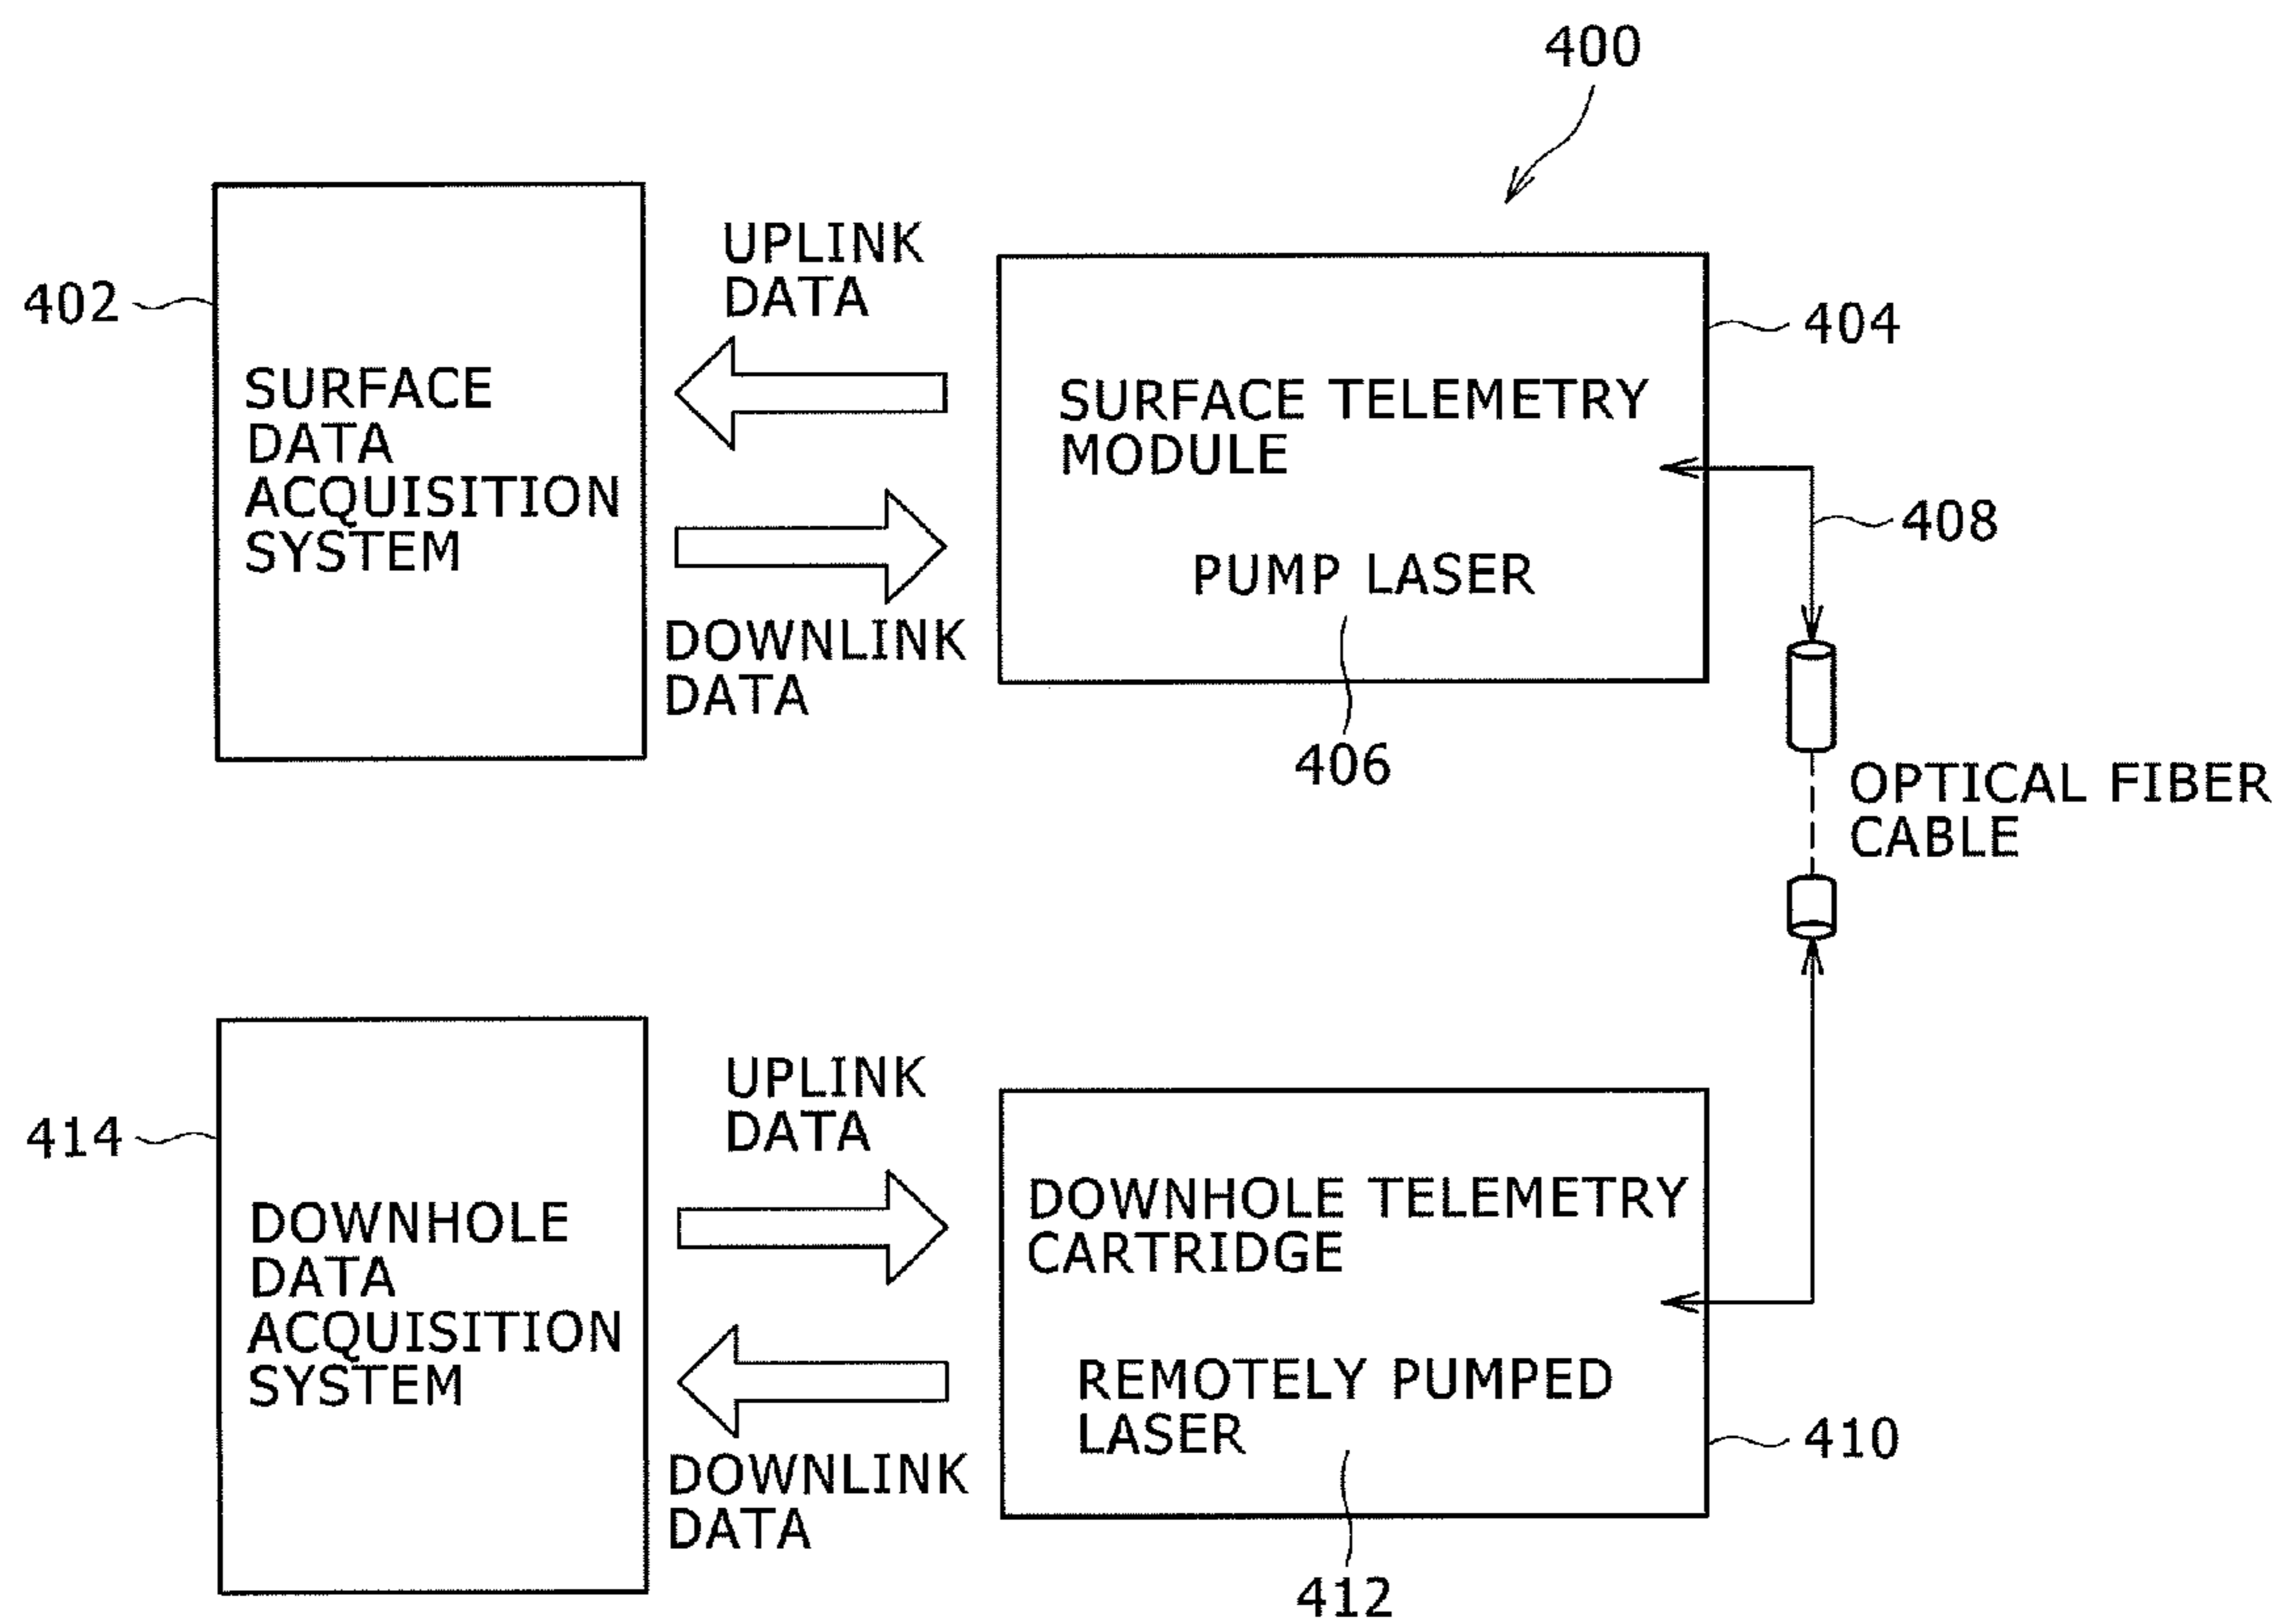 400
402
SURFACE
DATA
ACQUISITION
SYSTEM
UPLINK
DATA
DOWNLINK
DATA
SURFACE TELEMETRY
MODULE
PUMP LASER
404
406
408
OPTICAL FIBER
CABLE
414
DOWNHOLE
DATA
ACQUISITION
SYSTEM
UPLINK
DATA
DOWNLINK
DATA
DOWNHOLE TELEMETRY
CARTRIDGE
REMOTELY PUMPED
LASER
410
412